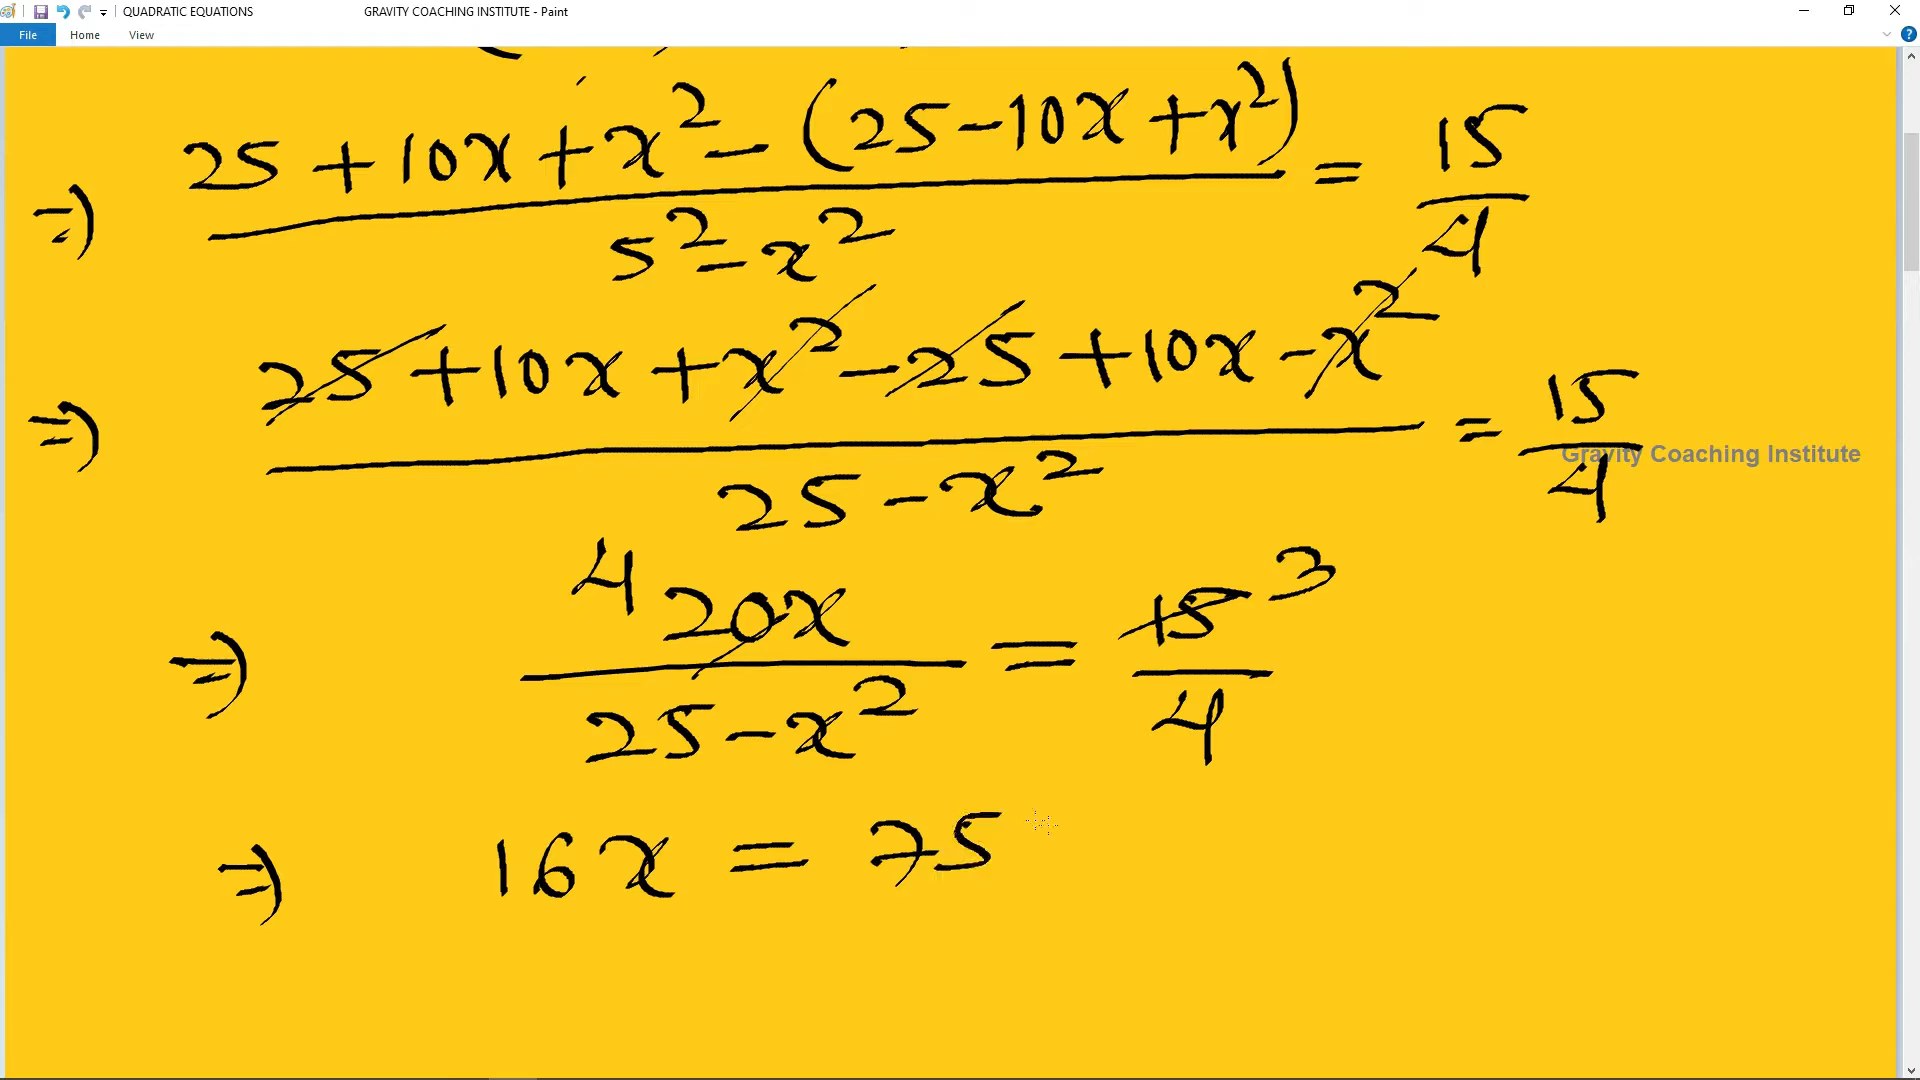 QUADRATIC EQUATIONS GRAVITY COACHING INSTITUTE - Paint
File Home View
⇒ (25 + 10x + x² - (25 - 10x + x²)) / (5² - x²) = 15/4
⇒ (25 + 10x + x² - 25 + 10x - x²) / (25 - x²) = 15/4
Gravity Coaching Institute
⇒ 4 20x / (25 - x²) = 15 3 / 4
⇒ 16x = 75